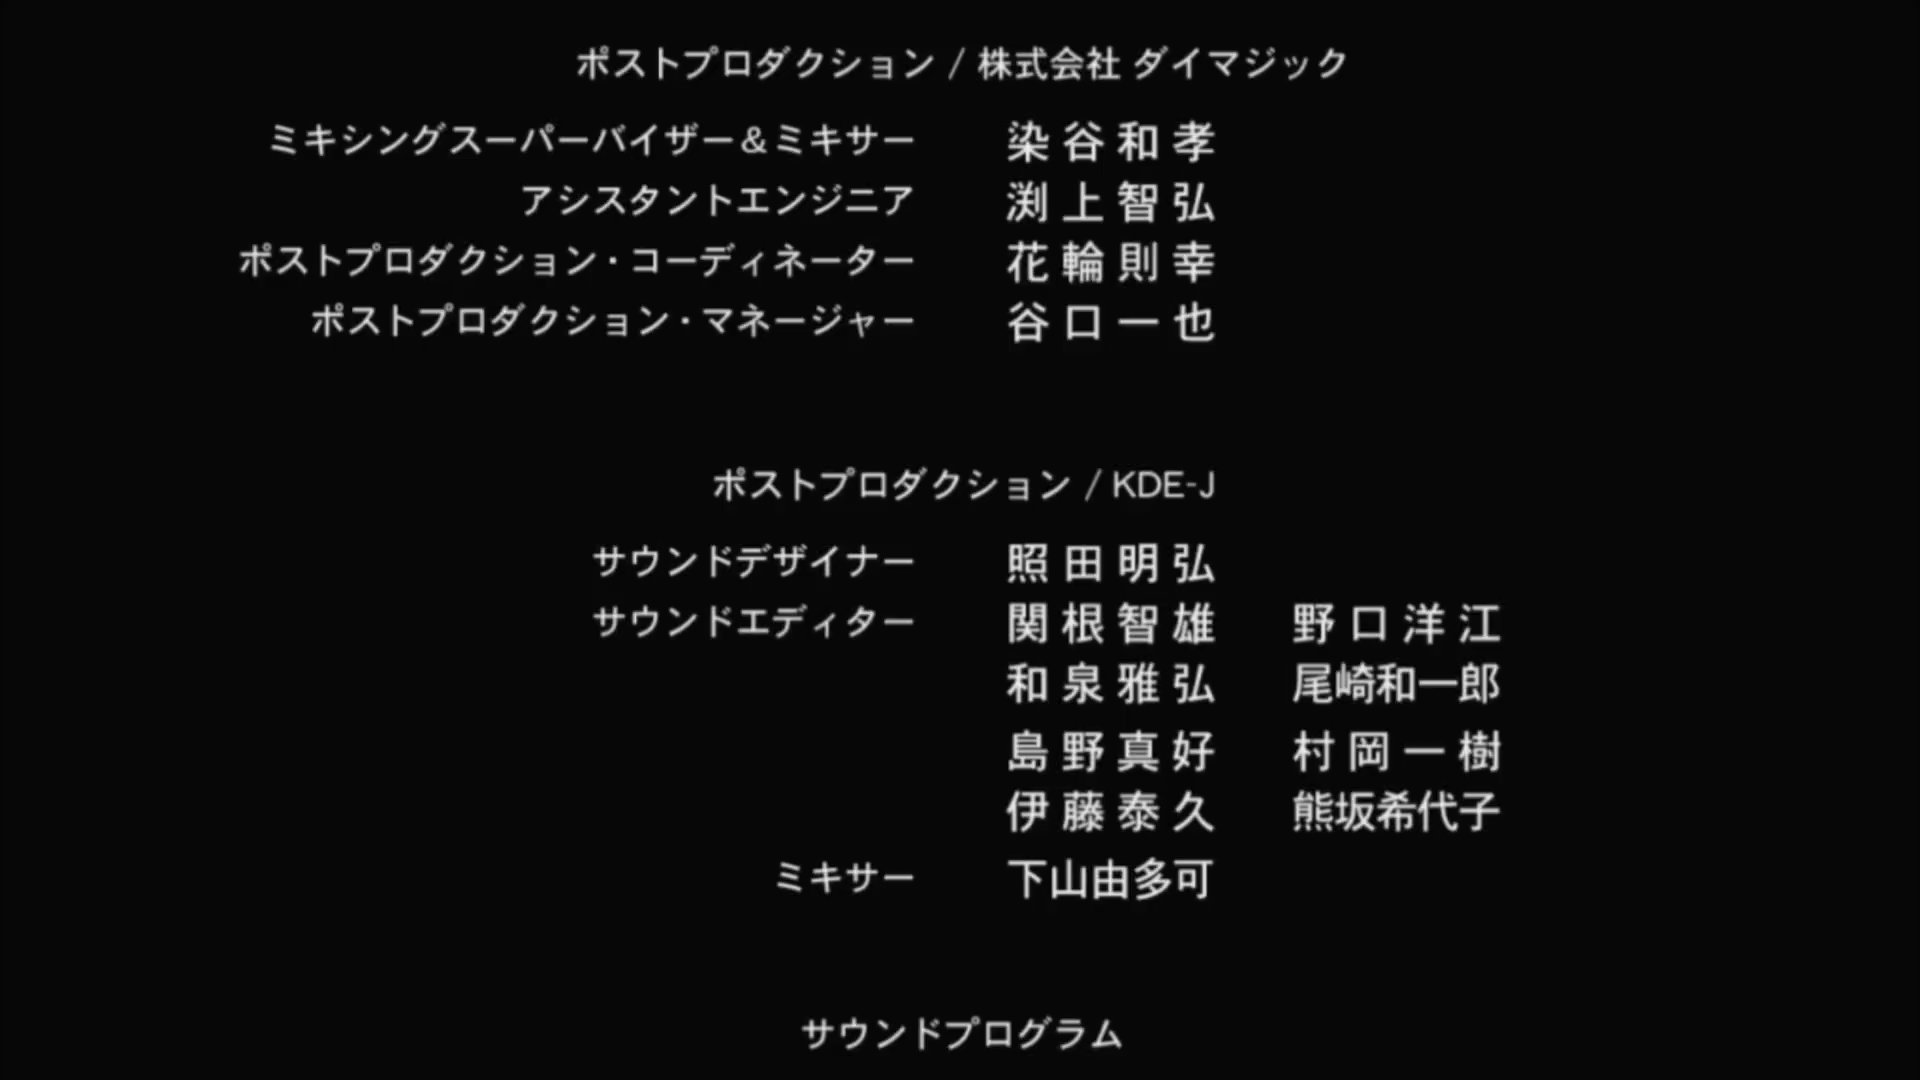 ポストプロダクション / 株式会社 ダイマジック
ミキシングスーパーバイザー＆ミキサー 染谷和孝
アシスタントエンジニア 渕上智弘
ポストプロダクション・コーディネーター 花輪則幸
ポストプロダクション・マネージャー 谷口一也
ポストプロダクション / KDE-J
サウンドデザイナー 照田明弘
サウンドエディター 関根智雄 野口洋江
和泉雅弘 尾崎和一郎
島野真好 村岡一樹
伊藤泰久 熊坂希代子
ミキサー 下山由多可
サウンドプログラム